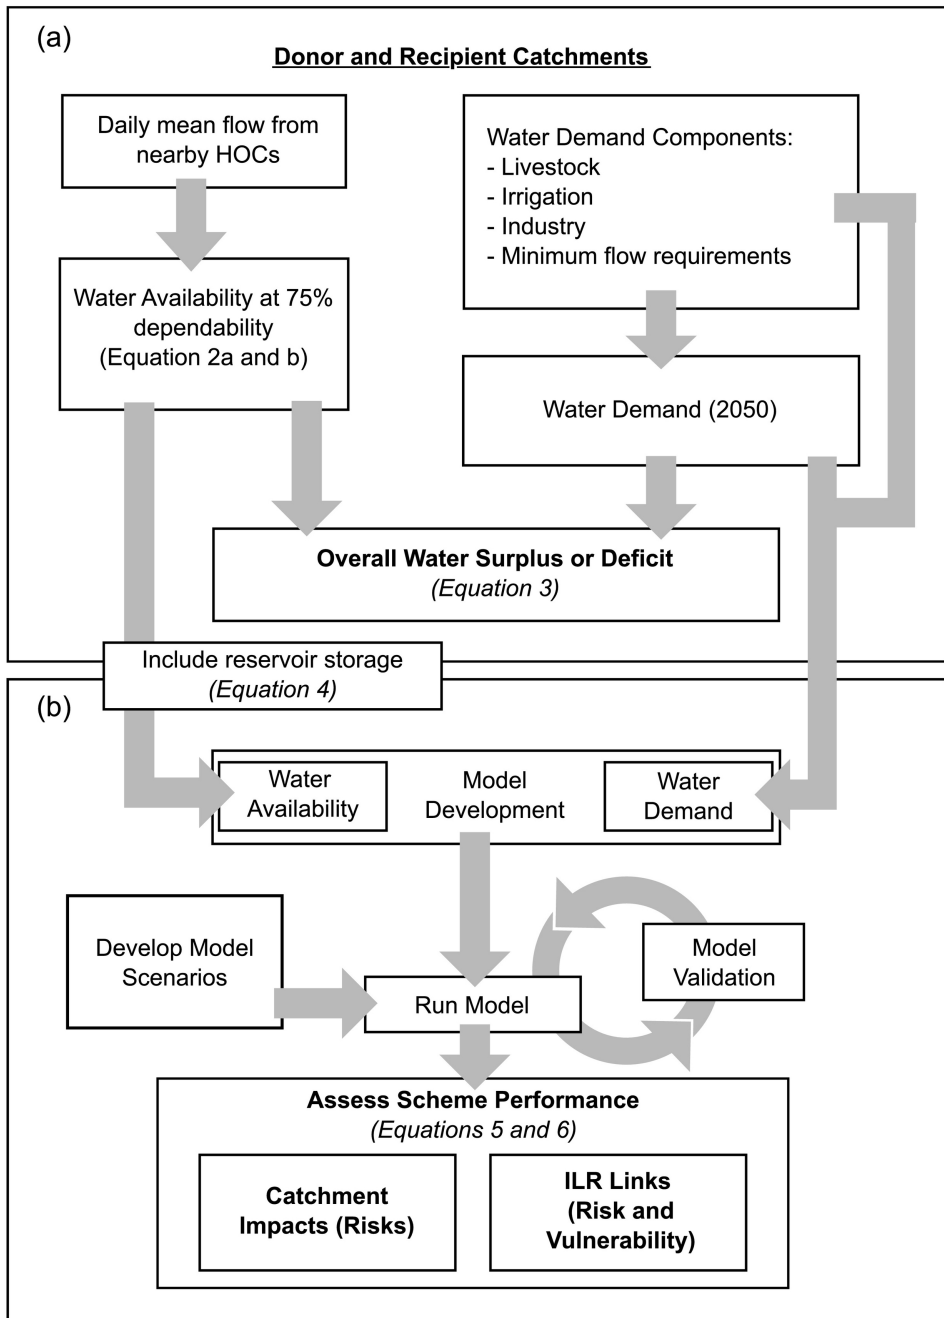 (a)
Donor and Recipient Catchments
Daily mean flow from
nearby HOCs
Water Demand Components:
- Livestock
- Irrigation
- Industry
- Minimum flow requirements
Water Availability at 75%
dependability
(Equation 2a and b)
Water Demand (2050)
Overall Water Surplus or Deficit
(Equation 3)
Include reservoir storage
(Equation 4)
(b)
Water
Availability
Model
Development
Water
Demand
Develop Model
Scenarios
Model
Validation
Run Model
Assess Scheme Performance
(Equations 5 and 6)
Catchment
Impacts (Risks)
ILR Links
(Risk and
Vulnerability)